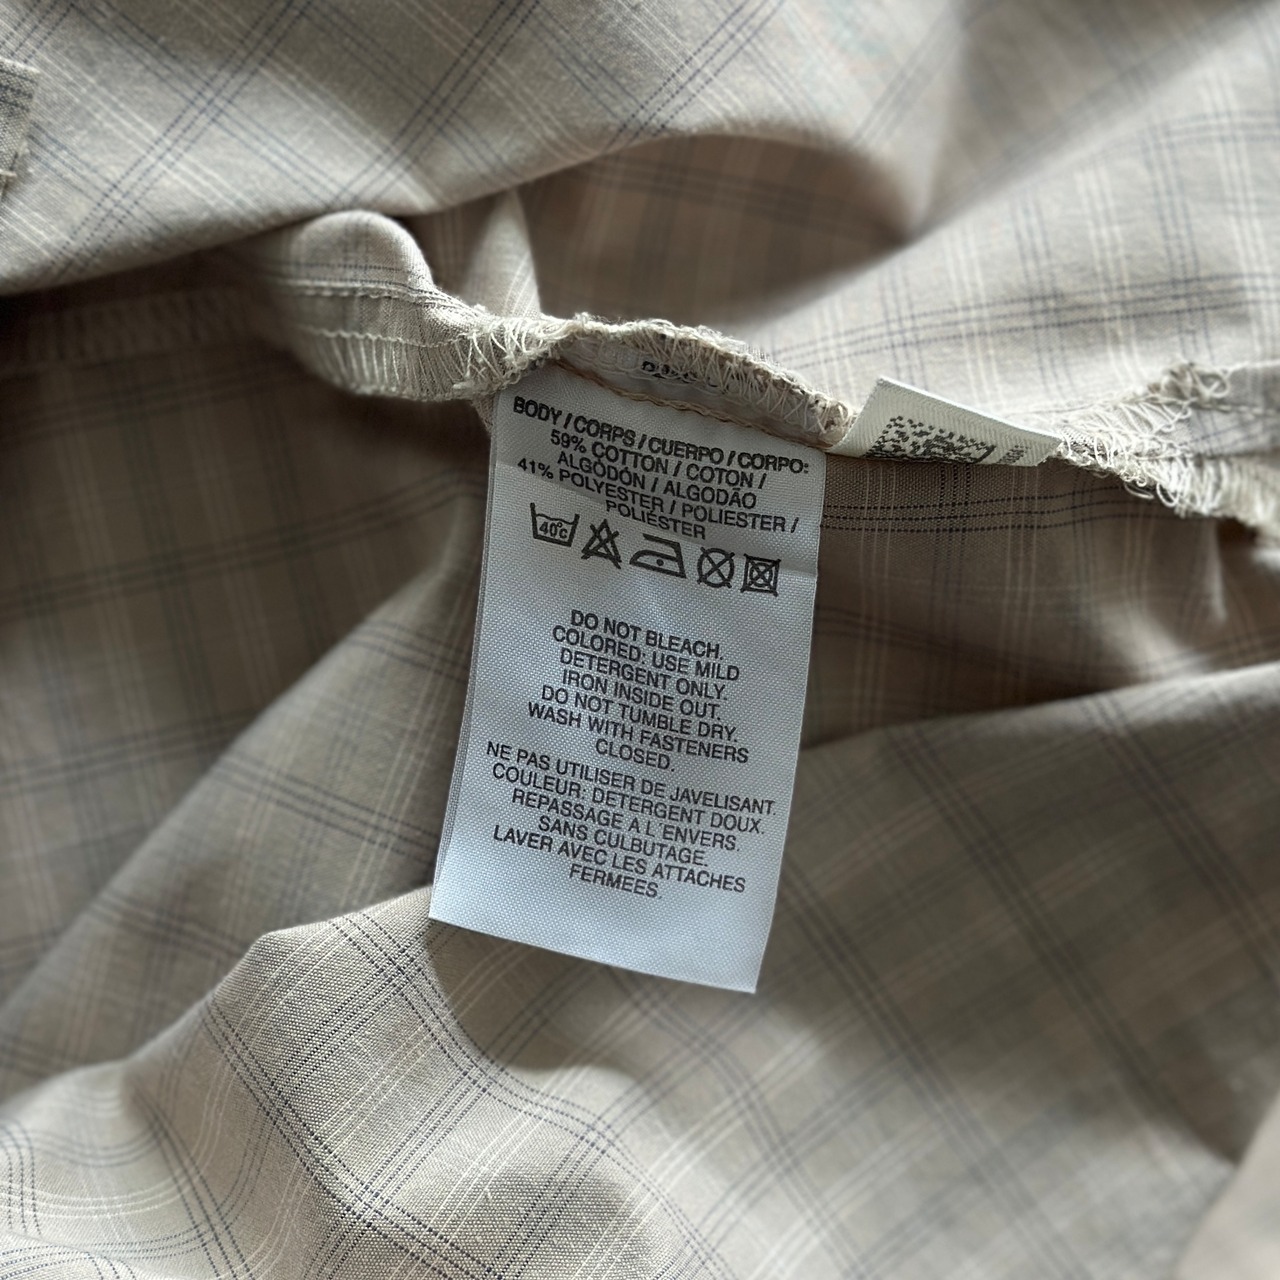 BODY / CORPS / CUERPO / CORPO:
59% COTTON / COTON /
ALGODÓN / ALGODÃO
41% POLYESTER / POLIESTER /
POLIÉSTER
40°C
DO NOT BLEACH.
COLORED: USE MILD
DETERGENT ONLY.
IRON INSIDE OUT.
DO NOT TUMBLE DRY.
WASH WITH FASTENERS
CLOSED.
NE PAS UTILISER DE JAVELISANT.
COULEUR: DETERGENT DOUX.
REPASSAGE A L'ENVERS.
SANS CULBUTAGE.
LAVER AVEC LES ATTACHES
FERMEES.